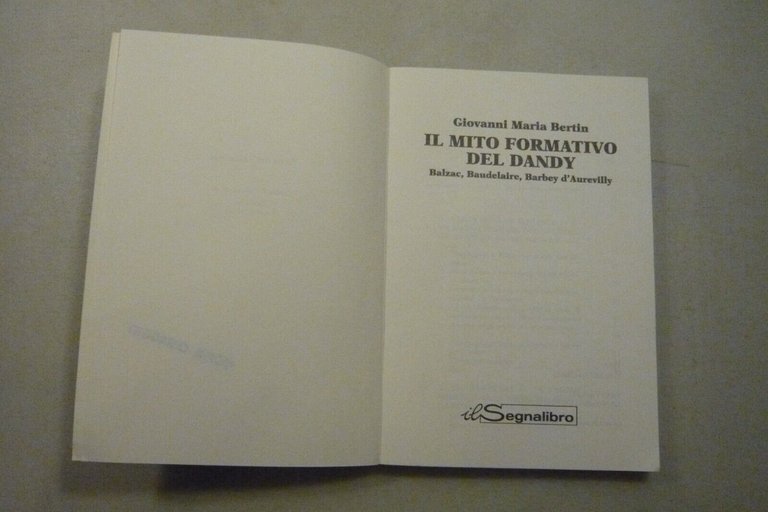 Giovanni Maria Bertin
IL MITO FORMATIVO
DEL DANDY
Balzac, Baudelaire, Barbey d'Aurevilly
il Segnalibro